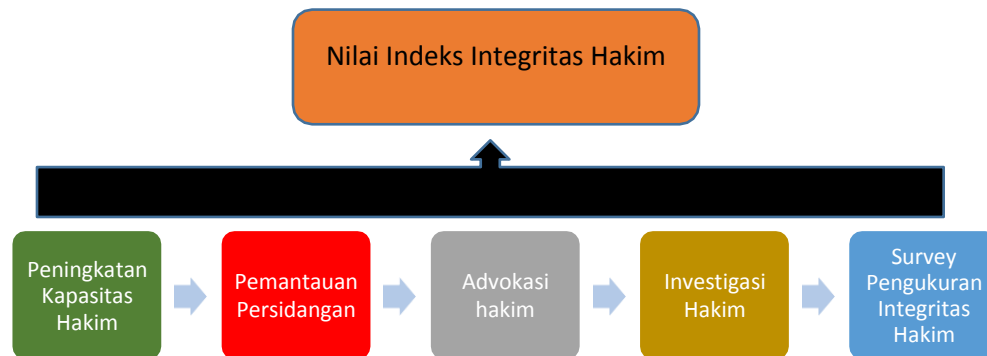 Nilai Indeks Integritas Hakim
Peningkatan
Kapasitas
Hakim
Pemantauan
Persidangan
Advokasi
hakim
Investigasi
Hakim
Survey
Pengukuran
Integritas
Hakim